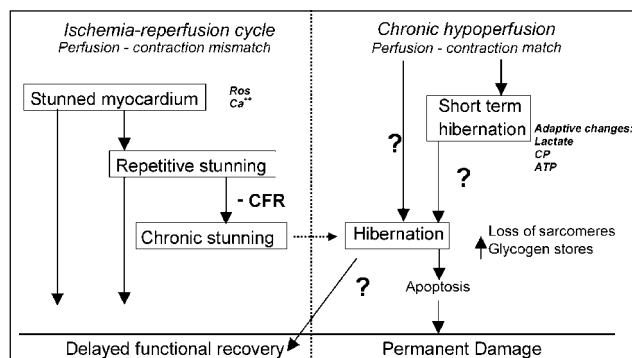 Ischemia-reperfusion cycle
Perfusion - contraction mismatch
Stunned myocardium
Ros
Ca++
Repetitive stunning
- CFR
Chronic stunning
Delayed functional recovery
Chronic hypoperfusion
Perfusion - contraction match
Short term
hibernation
Adaptive changes:
Lactate
CP
ATP
?
?
Hibernation
Loss of sarcomeres
Glycogen stores
?
Apoptosis
Permanent Damage